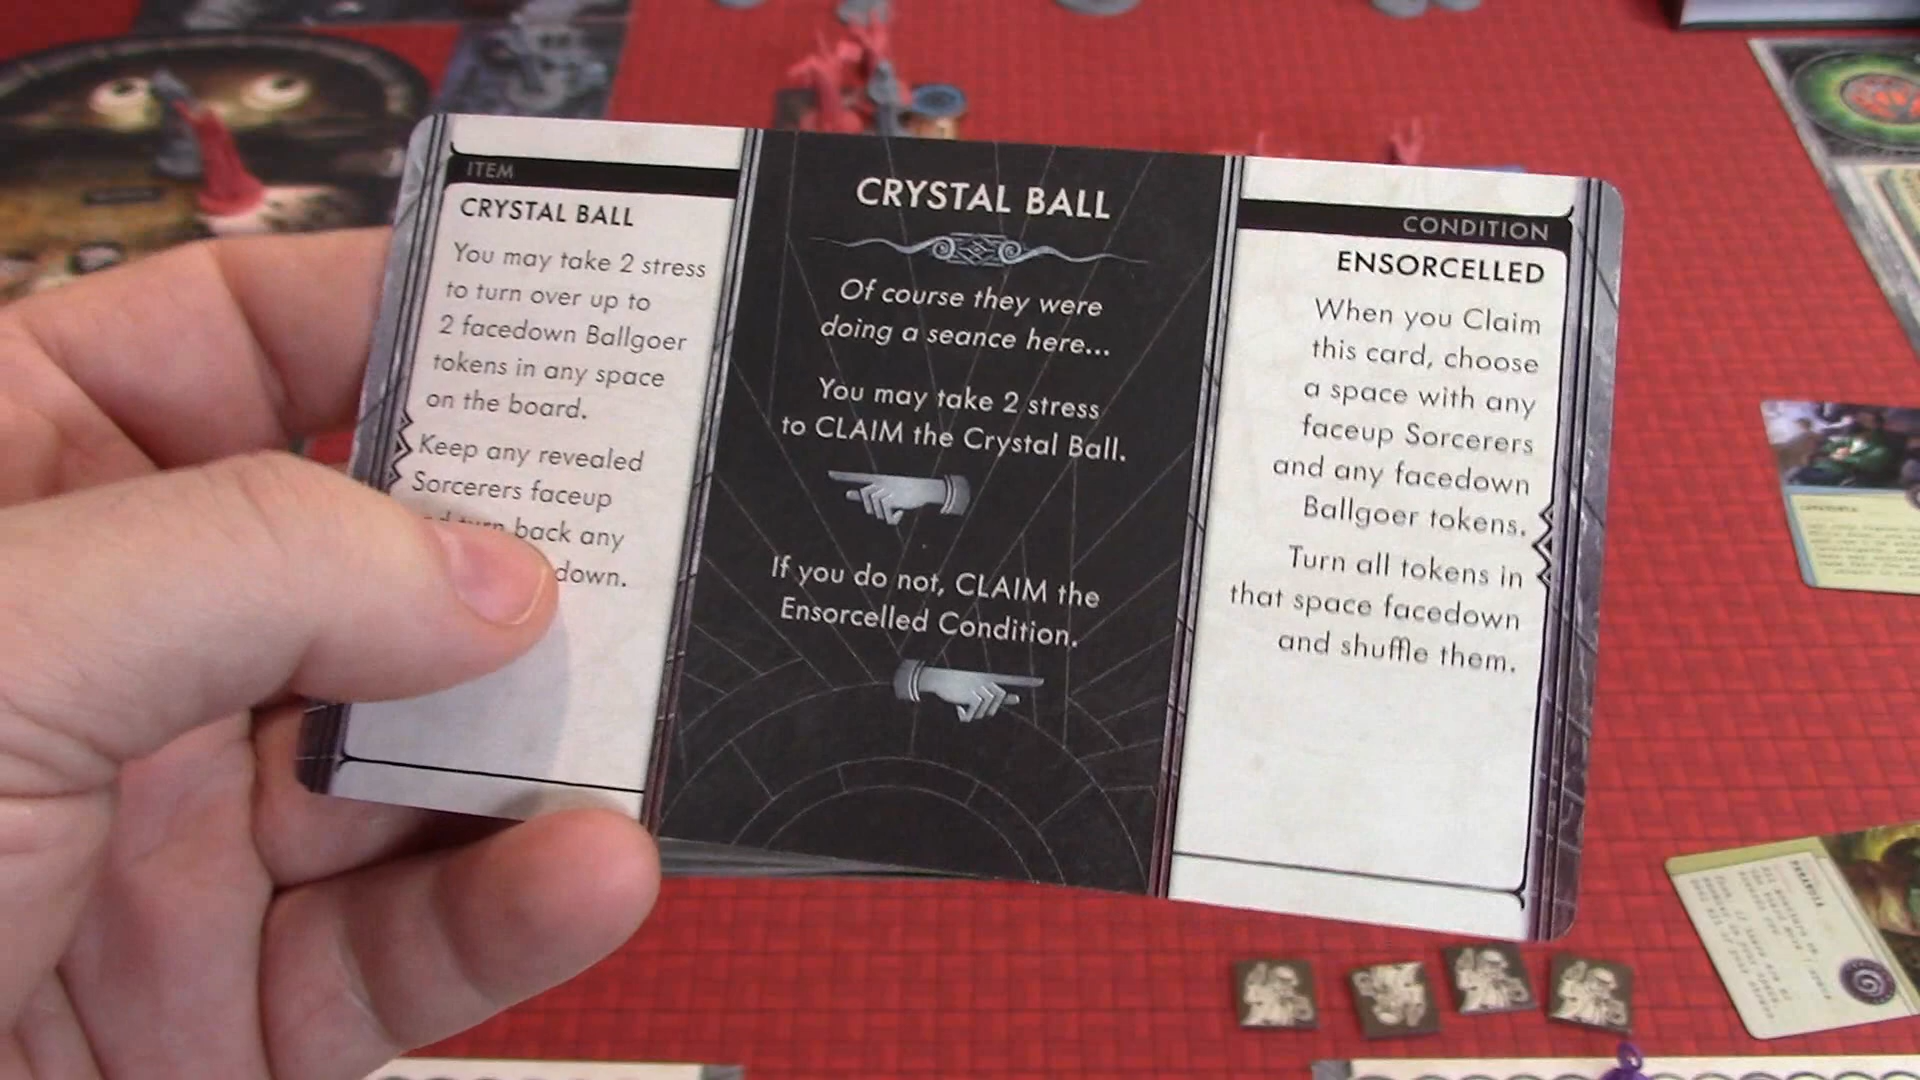 ITEM
CRYSTAL BALL
You may take 2 stress
to turn over up to
2 facedown Ballgoer
tokens in any space
on the board.
Keep any revealed
Sorcerers faceup
turn back any
down.
CRYSTAL BALL
Of course they were
doing a seance here...
You may take 2 stress
to CLAIM the Crystal Ball.
If you do not, CLAIM the
Ensorcelled Condition.
CONDITION
ENSORCELLED
When you Claim
this card, choose
a space with any
faceup Sorcerers
and any facedown
Ballgoer tokens.
Turn all tokens in
that space facedown
and shuffle them.
PARANOIA